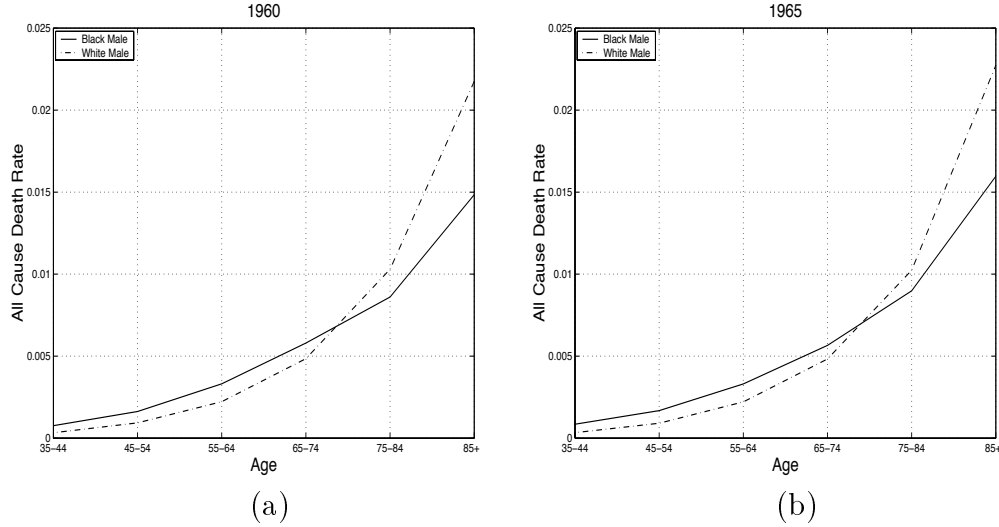 1960
0.025
0.02
0.015
0.01
0.005
0
Black Male
White Male
All Cause Death Rate
35–44
45–54
55–64
65–74
75–84
85+
Age
(a)
1965
0.025
0.02
0.015
0.01
0.005
0
Black Male
White Male
All Cause Death Rate
35–44
45–54
55–64
65–74
75–84
85+
Age
(b)